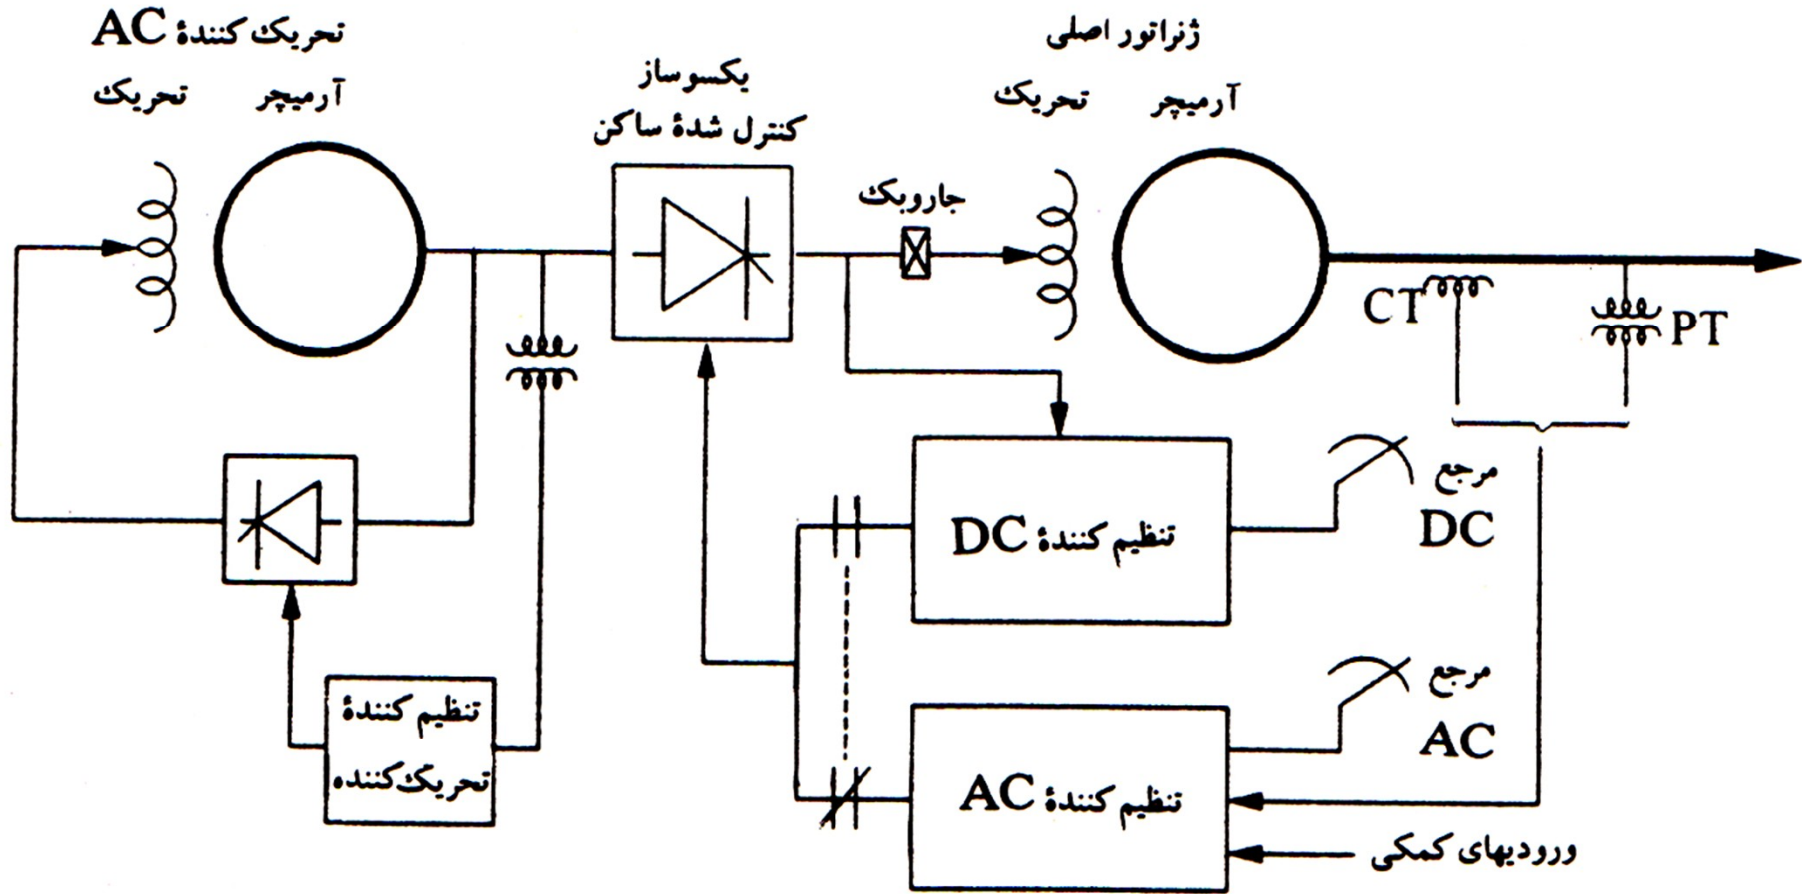 تحریک کنندهٔ AC
تحریک
آرمیچر
یکسوساز
کنترل شدهٔ ساکن
جاروبک
ژنراتور اصلی
تحریک
آرمیچر
CT
PT
تنظیم کنندهٔ DC
مرجع
DC
تنظیم کنندهٔ
تحریک‌کننده
تنظیم کنندهٔ AC
مرجع
AC
ورودیهای کمکی